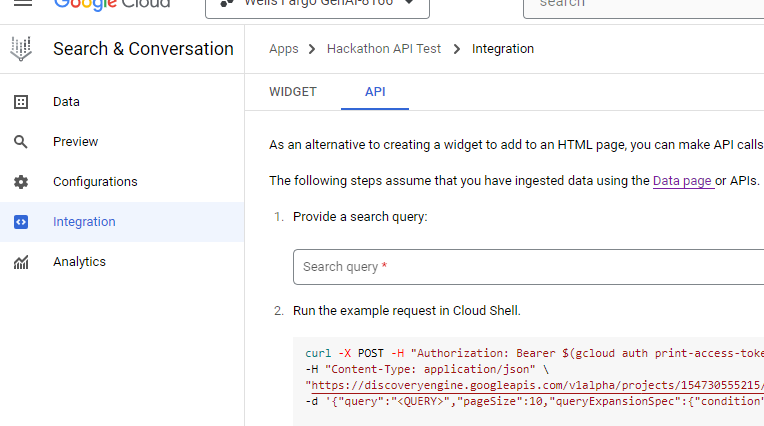 Google Cloud
Wells Fargo GenAI-8166
search
Search & Conversation
Apps > Hackathon API Test > Integration
Data
Preview
Configurations
Integration
Analytics
WIDGET API
As an alternative to creating a widget to add to an HTML page, you can make API calls
The following steps assume that you have ingested data using the Data page or APIs.
1. Provide a search query:
Search query *
2. Run the example request in Cloud Shell.
curl -X POST -H "Authorization: Bearer $(gcloud auth print-access-toke
-H "Content-Type: application/json" \
"https://discoveryengine.googleapis.com/v1alpha/projects/154730555215/
-d '{"query":"<QUERY>","pageSize":10,"queryExpansionSpec":{"condition"